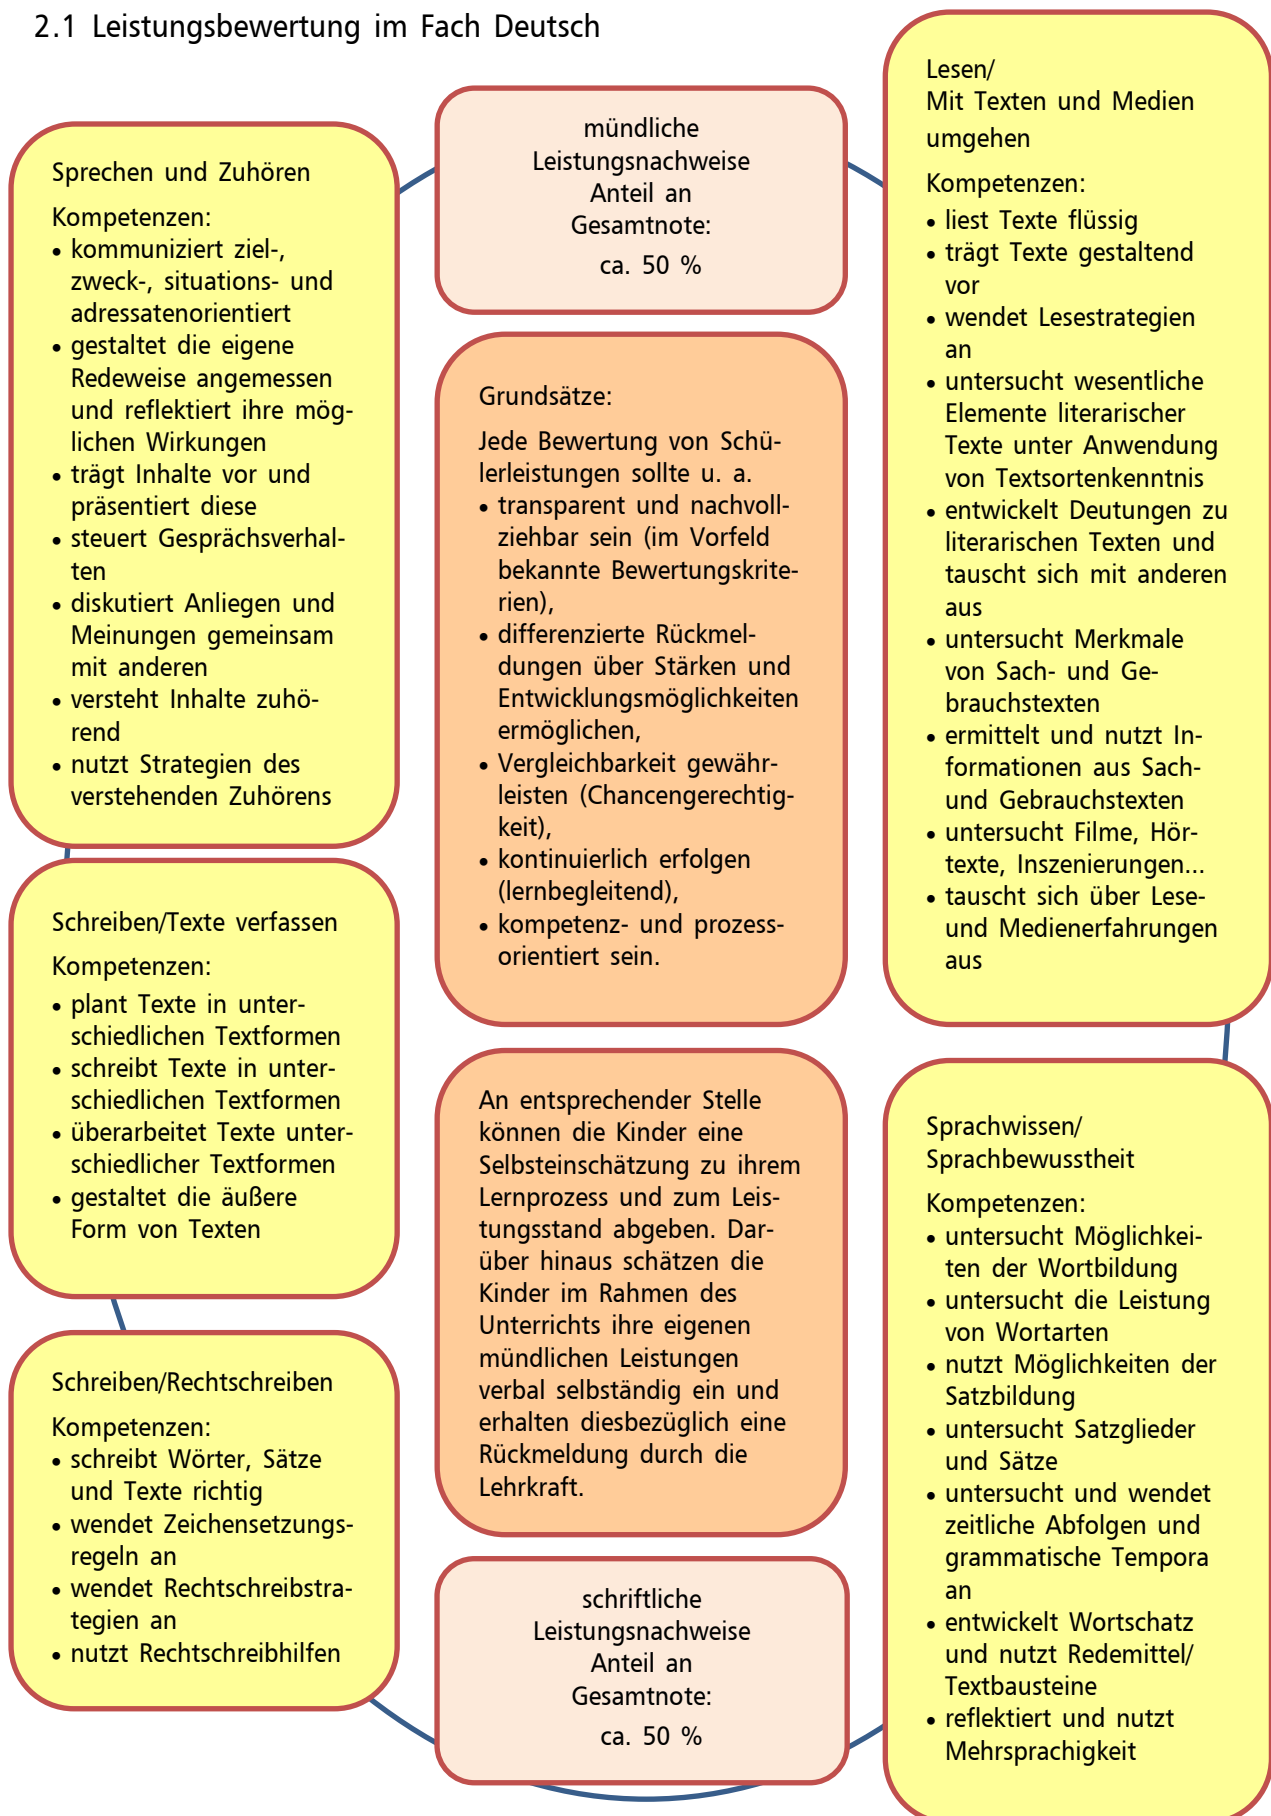 2.1 Leistungsbewertung im Fach Deutsch
Sprechen und Zuhören
Kompetenzen:
• kommuniziert ziel-,
zweck-, situations- und
adressatenorientiert
• gestaltet die eigene
Redeweise angemessen
und reflektiert ihre mög-
lichen Wirkungen
• trägt Inhalte vor und
präsentiert diese
• steuert Gesprächsverhal-
ten
• diskutiert Anliegen und
Meinungen gemeinsam
mit anderen
• versteht Inhalte zuhö-
rend
• nutzt Strategien des
verstehenden Zuhörens
Schreiben/Texte verfassen
Kompetenzen:
• plant Texte in unter-
schiedlichen Textformen
• schreibt Texte in unter-
schiedlichen Textformen
• überarbeitet Texte unter-
schiedlicher Textformen
• gestaltet die äußere
Form von Texten
Schreiben/Rechtschreiben
Kompetenzen:
• schreibt Wörter, Sätze
und Texte richtig
• wendet Zeichensetzungs-
regeln an
• wendet Rechtschreibstra-
tegien an
• nutzt Rechtschreibhilfen
mündliche
Leistungsnachweise
Anteil an
Gesamtnote:
ca. 50 %
Grundsätze:
Jede Bewertung von Schü-
lerleistungen sollte u. a.
• transparent und nachvoll-
ziehbar sein (im Vorfeld
bekannte Bewertungskrite-
rien),
• differenzierte Rückmel-
dungen über Stärken und
Entwicklungsmöglichkeiten
ermöglichen,
• Vergleichbarkeit gewähr-
leisten (Chancengerechtig-
keit),
• kontinuierlich erfolgen
(lernbegleitend),
• kompetenz- und prozess-
orientiert sein.
An entsprechender Stelle
können die Kinder eine
Selbsteinschätzung zu ihrem
Lernprozess und zum Leis-
tungsstand abgeben. Dar-
über hinaus schätzen die
Kinder im Rahmen des
Unterrichts ihre eigenen
mündlichen Leistungen
verbal selbständig ein und
erhalten diesbezüglich eine
Rückmeldung durch die
Lehrkraft.
schriftliche
Leistungsnachweise
Anteil an
Gesamtnote:
ca. 50 %
Lesen/
Mit Texten und Medien
umgehen
Kompetenzen:
• liest Texte flüssig
• trägt Texte gestaltend
vor
• wendet Lesestrategien
an
• untersucht wesentliche
Elemente literarischer
Texte unter Anwendung
von Textsortenkenntnis
• entwickelt Deutungen zu
literarischen Texten und
tauscht sich mit anderen
aus
• untersucht Merkmale
von Sach- und Ge-
brauchstexten
• ermittelt und nutzt In-
formationen aus Sach-
und Gebrauchstexten
• untersucht Filme, Hör-
texte, Inszenierungen...
• tauscht sich über Lese-
und Medienerfahrungen
aus
Sprachwissen/
Sprachbewusstheit
Kompetenzen:
• untersucht Möglichkei-
ten der Wortbildung
• untersucht die Leistung
von Wortarten
• nutzt Möglichkeiten der
Satzbildung
• untersucht Satzglieder
und Sätze
• untersucht und wendet
zeitliche Abfolgen und
grammatische Tempora
an
• entwickelt Wortschatz
und nutzt Redemittel/
Textbausteine
• reflektiert und nutzt
Mehrsprachigkeit